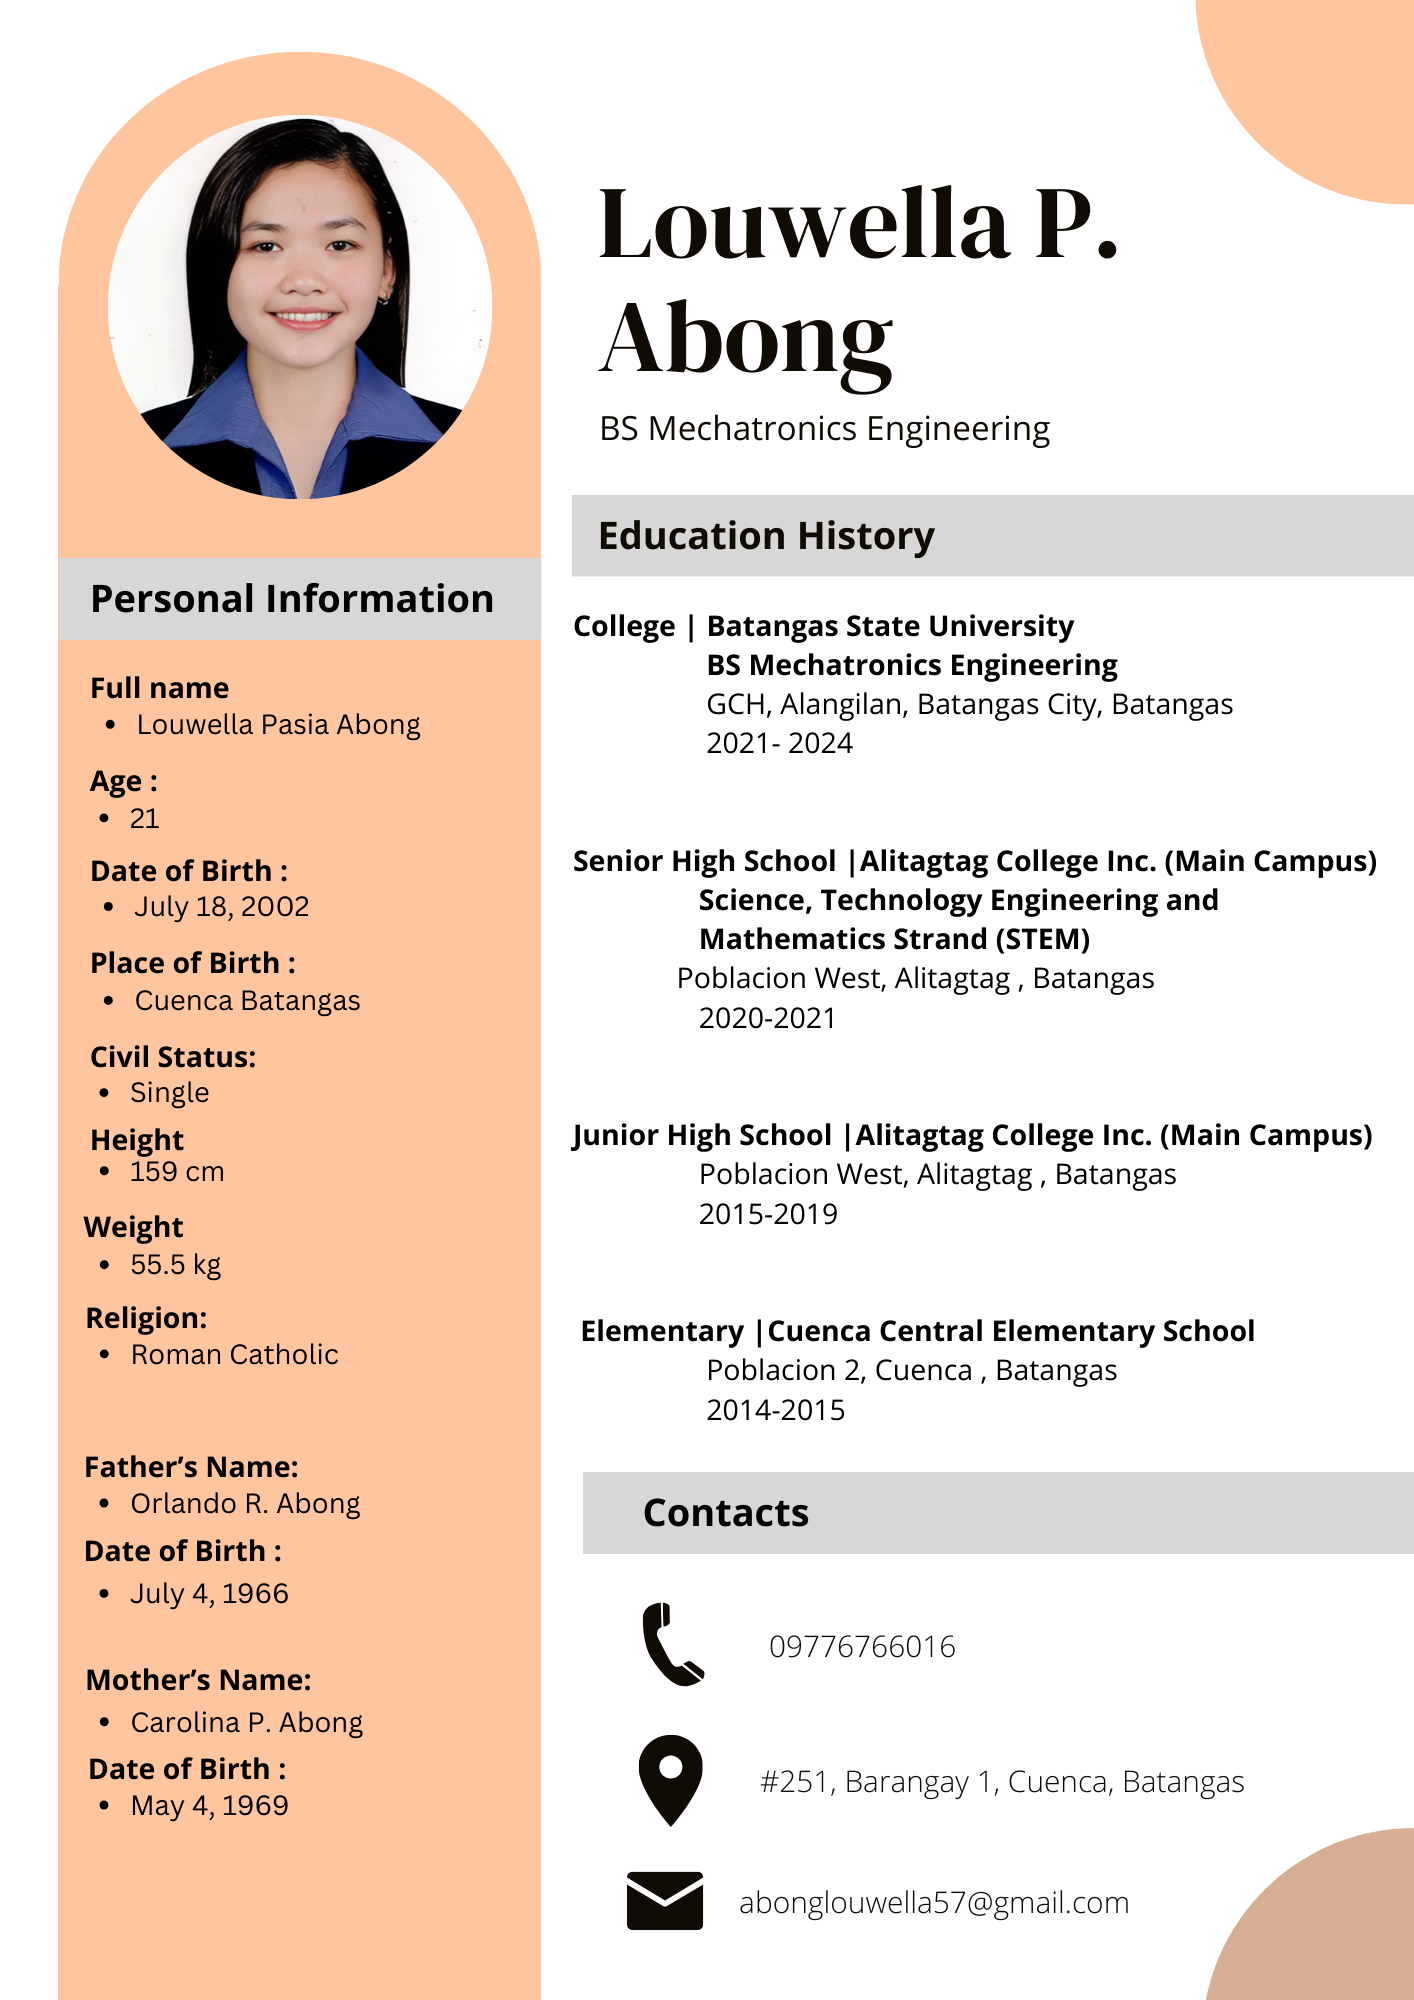 Louwella P.
Abong
BS Mechatronics Engineering
Personal Information
Full name
• Louwella Pasia Abong
Age :
• 21
Date of Birth :
• July 18, 2002
Place of Birth :
• Cuenca Batangas
Civil Status:
• Single
Height
• 159 cm
Weight
• 55.5 kg
Religion:
• Roman Catholic
Father’s Name:
• Orlando R. Abong
Date of Birth :
• July 4, 1966
Mother’s Name:
• Carolina P. Abong
Date of Birth :
• May 4, 1969
Education History
College | Batangas State University
BS Mechatronics Engineering
GCH, Alangilan, Batangas City, Batangas
2021- 2024
Senior High School |Alitagtag College Inc. (Main Campus)
Science, Technology Engineering and
Mathematics Strand (STEM)
Poblacion West, Alitagtag , Batangas
2020-2021
Junior High School |Alitagtag College Inc. (Main Campus)
Poblacion West, Alitagtag , Batangas
2015-2019
Elementary |Cuenca Central Elementary School
Poblacion 2, Cuenca , Batangas
2014-2015
Contacts
09776766016
#251, Barangay 1, Cuenca, Batangas
abonglouwella57@gmail.com